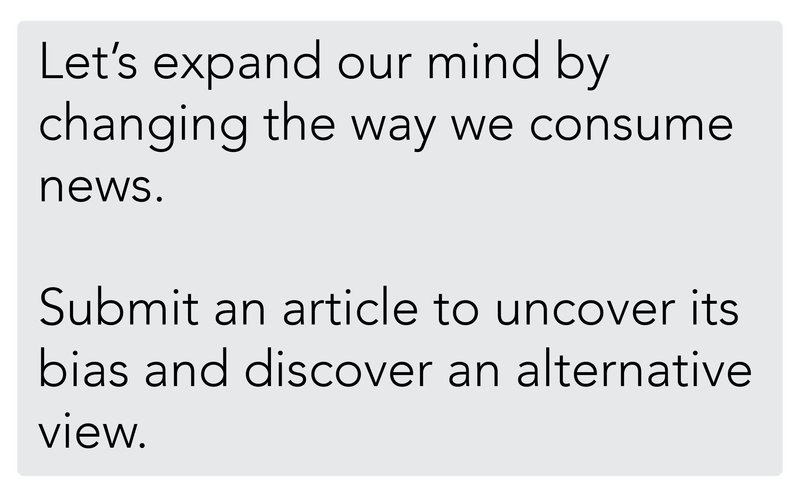 Let’s expand our mind by
changing the way we consume
news.
Submit an article to uncover its
bias and discover an alternative
view.